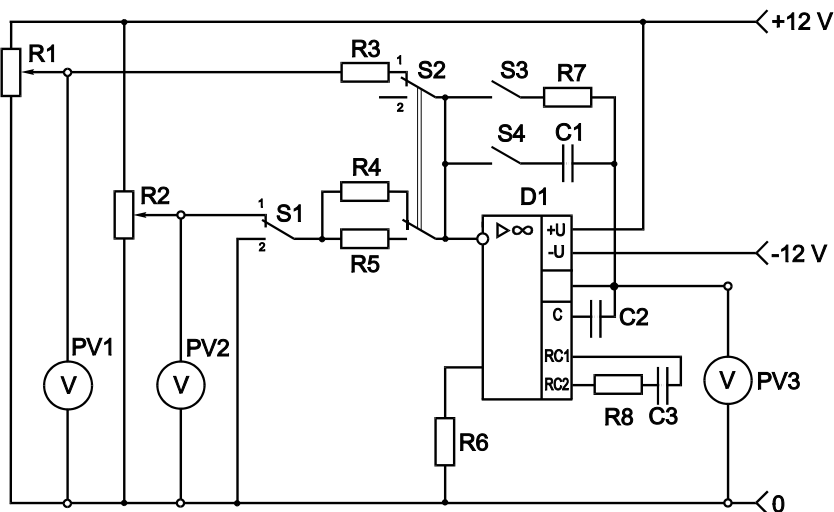 +12 V
R1
R3
1
S2
S3
R7
2
S4
C1
R2
1
S1
R4
D1
▷∞
+U
-U
2
R5
-12 V
C
C2
PV1
PV2
RC1
RC2
V
V
V
PV3
R8
C3
R6
0